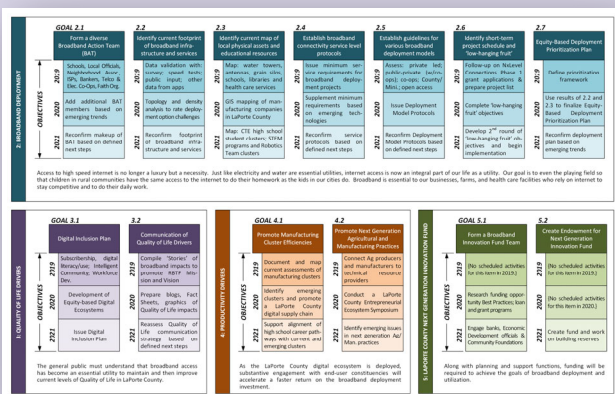 GOAL 2.1
2.2
2.3
2.4
2.5
2.6
2.7
Form a diverse
Broadband Action Team
(BAT)
Identify current footprint
of broadband infra-
structure and services
Identify current map of
local physical assets and
educational resources
Establish broadband
connectivity service level
protocols
Establish guidelines for
various broadband
deployment models
Identify short-term
project schedule and
'low-hanging fruit'
Equity-Based Deployment
Prioritization Plan
2: BROADBAND DEPLOYMENT
OBJECTIVES
2019
Schools, Local Officials,
Neighborhood Assn.,
ISPs, Bankers, Telco &
Elec. Co-Ops, Faith Org.
Data validation with:
survey; speed tests;
public input; other
data from apps
Map: water towers,
antennas, grain silos,
schools, libraries and
health care services
Issue minimum ser-
vice requirements for
broadband deploy-
ment projects
Assess: private led;
public-private
ops); co-ops; County/
Muni.; open access
Follow-up on NxLevel
Connections Phase 1
grant applications &
prepare project list
Define prioritization
framework
2020
Add additional BAT
members based on
emerging trends
Topology and density
analysis to rate deploy-
ment option challenges
GIS mapping of man-
ufacturing companies
in LaPorte County
Supplement minimum
requirements based
on emerging tech-
nologies
Issue Deployment
Model Protocols
Complete 'low-hanging
fruit' objectives
Use results of 2.2 and
2.3 to finalize Equity-
Based Deployment
Prioritization Plan
2021
Reconfirm makeup of
BAT based on defined
next steps
Reconfirm footprint
of broadband infra-
structure and services
Map: CTE high school
student clusters; STEM
programs and Robotics
Team clusters
Reconfirm service
protocols based on
defined next steps
Reconfirm Deployment
Model Protocols based
on defined next steps
Develop 2nd round of
'low-hanging fruit' ob-
jectives and begin
implementation
Reconfirm deployment
plan based on
emerging trends
Access to high speed internet is no longer a luxury but a necessity. Just like electricity and water are essential utilities, internet access is now an integral part of our life as a utility. Our goal is to even the playing field so
that children in rural communities have the same access to the internet to do their homework as the kids in our cities do. Broadband is essential to our businesses, farms, and health care facilities who rely on internet to
stay competitive and to do their daily work.
GOAL 3.1
3.2
Digital Inclusion Plan
Communication of
Quality of Life Drivers
3: QUALITY OF LIFE DRIVERS
OBJECTIVES
2019
Subscribership, digital
literacy/use; Intelligent
Community; Workforce
Dev.
Compile 'Stories' of
broadband impacts to
promote BRTF Mis-
sion and Vision
2020
Development of
Equity-based Digital
Ecosystems
Prepare Blogs, Fact
Sheets, graphics of
Quality of Life impacts
2021
Issue Digital
Inclusion Plan
Reassess Quality of
Life communication
strategy based on
defined next steps
The general public must understand that broadband access
has become an essential utility to maintain and then improve
current levels of Quality of Life in LaPorte County.
GOAL 4.1
4.2
Promote Manufacturing
Cluster Efficiencies
Promote Next Generation
Agricultural and
Manufacturing Practices
4: PRODUCTIVITY DRIVERS
OBJECTIVES
2019
Document and map
current assessments of
manufacturing clusters
Connect Ag producers
and manufacturers to
technical resource
providers
2020
Identify emerging
clusters and promote
a LaPorte County
digital supply chain
Conduct a LaPorte
County Entrepreneurial
Ecosystem Symposium
2021
Support alignment of
high school career path-
ways with current and
emerging clusters
Identify emerging issues
in next generation Ag/
Man. practices
As the LaPorte County digital ecosystem is deployed,
substantive engagement with end-user constituencies will
accelerate a faster return on the broadband deployment
investment.
GOAL 5.1
5.2
Form a Broadband
Innovation Fund Team
Create Endowment for
Next Generation
Innovation Fund
5: LAPORTE COUNTY NEXT GENERATION INNOVATION FUND
OBJECTIVES
2019
(No scheduled activities
for this item in 2019.)
(No scheduled activities
for this item in 2019.)
2020
Research funding oppor-
tunity Best Practices; loan
and grant programs
(No scheduled activities
for this item in 2020.)
2021
Engage banks, Economic
Development officials &
Community Foundations
Create fund and work
on building reserves
Along with planning and support functions, funding will be
required to achieve the goals of broadband deployment and
utilization.